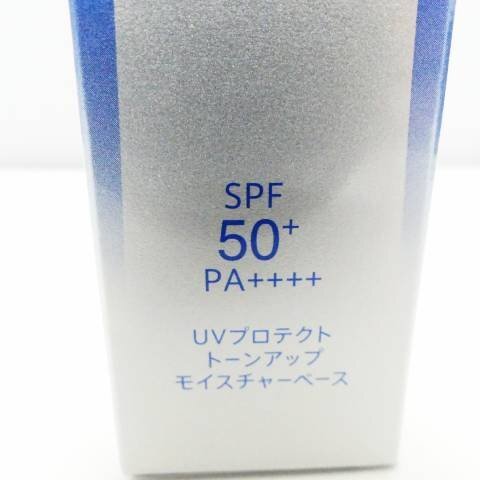 SPF
50+
PA++++
UVプロテクト
トーンアップ
モイスチャーベース